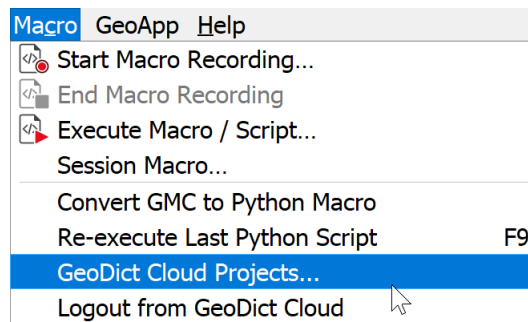 Macro GeoApp Help
Start Macro Recording...
End Macro Recording
Execute Macro / Script...
Session Macro...
Convert GMC to Python Macro
Re-execute Last Python Script F9
GeoDict Cloud Projects...
Logout from GeoDict Cloud